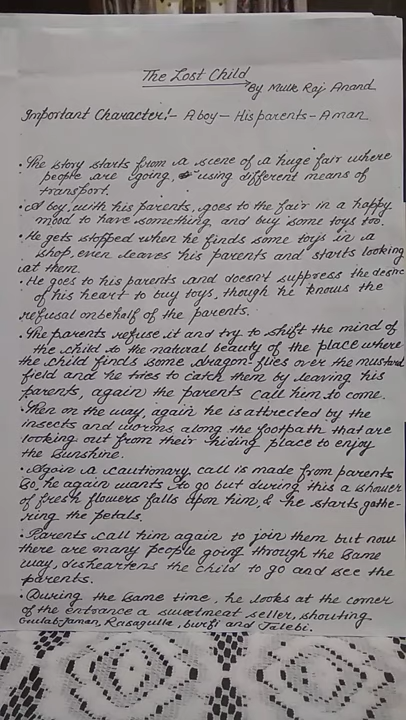 The Lost Child
By Mulk Raj Anand
Important Character:- A boy- His parents- A man
• The story starts from a scene of a huge fair where
people are going, using different means of
transport.
• A boy with his parents, goes to the fair in a happy
mood to have something and buy some toys too.
• He gets stopped when he finds some toys in a
shop, even leaves his parents and starts looking
at them.
• He goes to his parents and doesn't suppress the desire
of his heart to buy toys, though he knows the
refusal onbehalf of the parents.
• The parents refuse it and try to shift the mind of
the child to the natural beauty of the place where
the child finds some dragon-flies over the mustard
field and he tries to catch them by leaving his
parents, again the parents call him to come.
• Then on the way, again he is attrected by the
insects and worms along the footpath that are
looking out from their hiding place to enjoy
the sunshine.
• Again a cautionary call is made from parents
so, he again wants to go but during this a shower
of fresh flowers falls upon him, & he starts gathe-
ring the petals.
• Parents call him again to join them but now
there are many people going through the same
way, disheartens the child to go and see the
parents.
• During the same time, he looks at the corner
of the entrance a sweetmeat seller, shouting
Gulab Jaman, Rasagulla, burfi and Jalebi.